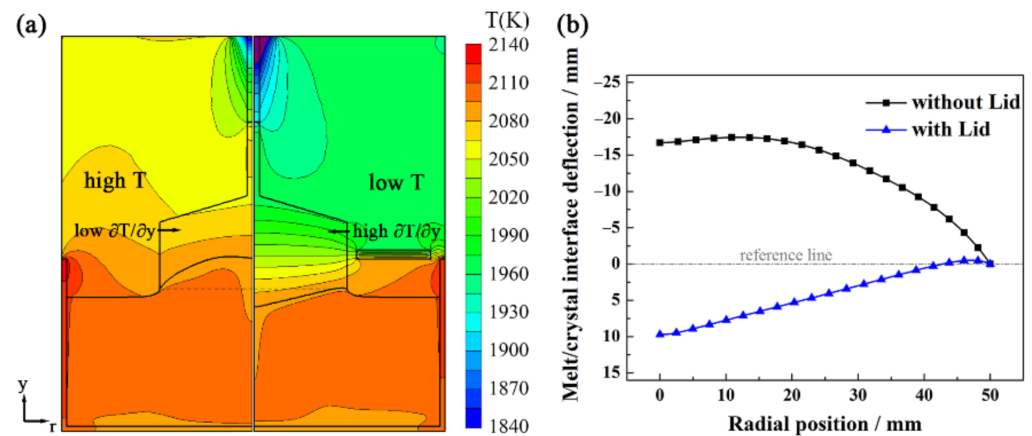 (a)
T(K)
2140
2110
2080
2050
2020
1990
1960
1930
1900
1870
1840
high T
low T
low ∂T/∂y
high ∂T/∂y
y
r
(b)
Melt/crystal interface deflection / mm
−25
−20
−15
−10
−5
0
5
10
15
without Lid
with Lid
reference line
0
10
20
30
40
50
Radial position / mm